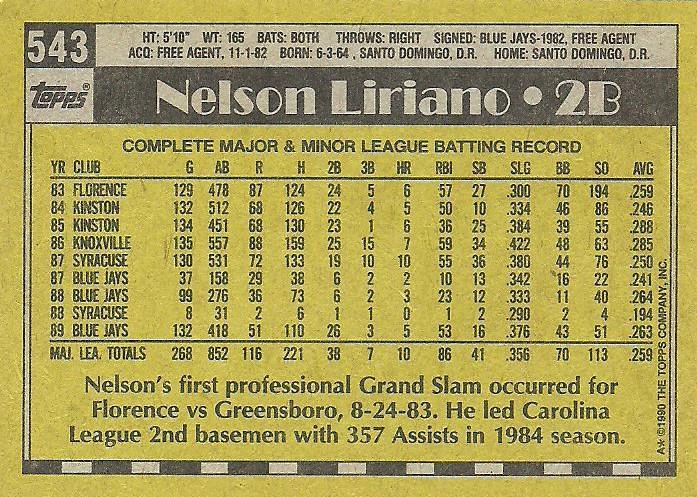 543
HT: 5'10" WT: 165 BATS: BOTH THROWS: RIGHT SIGNED: BLUE JAYS-1982, FREE AGENT
ACQ: FREE AGENT, 11-1-82 BORN: 6-3-64, SANTO DOMINGO, D.R. HOME: SANTO DOMINGO, D.R.
Topps® Nelson Liriano • 2B
COMPLETE MAJOR & MINOR LEAGUE BATTING RECORD
YR CLUB G AB R H 2B 3B HR RBI SB SLG BB SO AVG
83 FLORENCE 129 478 87 124 24 5 6 57 27 .300 70 194 .259
84 KINSTON 132 512 68 126 22 4 5 50 10 .334 46 86 .246
85 KINSTON 134 451 68 130 23 1 6 36 25 .384 39 55 .288
86 KNOXVILLE 135 557 88 159 25 15 7 59 34 .422 48 63 .285
87 SYRACUSE 130 531 72 133 19 10 10 55 36 .380 44 76 .250
87 BLUE JAYS 37 158 29 38 6 2 2 10 13 .342 16 22 .241
88 BLUE JAYS 99 276 36 73 6 2 3 23 12 .333 11 40 .264
88 SYRACUSE 8 31 2 6 1 1 0 1 2 .290 2 4 .194
89 BLUE JAYS 132 418 51 110 26 3 5 53 16 .376 43 51 .263
MAJ. LEA. TOTALS 268 852 116 221 38 7 10 86 41 .356 70 113 .259
Nelson's first professional Grand Slam occurred for
Florence vs Greensboro, 8-24-83. He led Carolina
League 2nd basemen with 357 Assists in 1984 season.
A* ©1990 THE TOPPS COMPANY, INC.